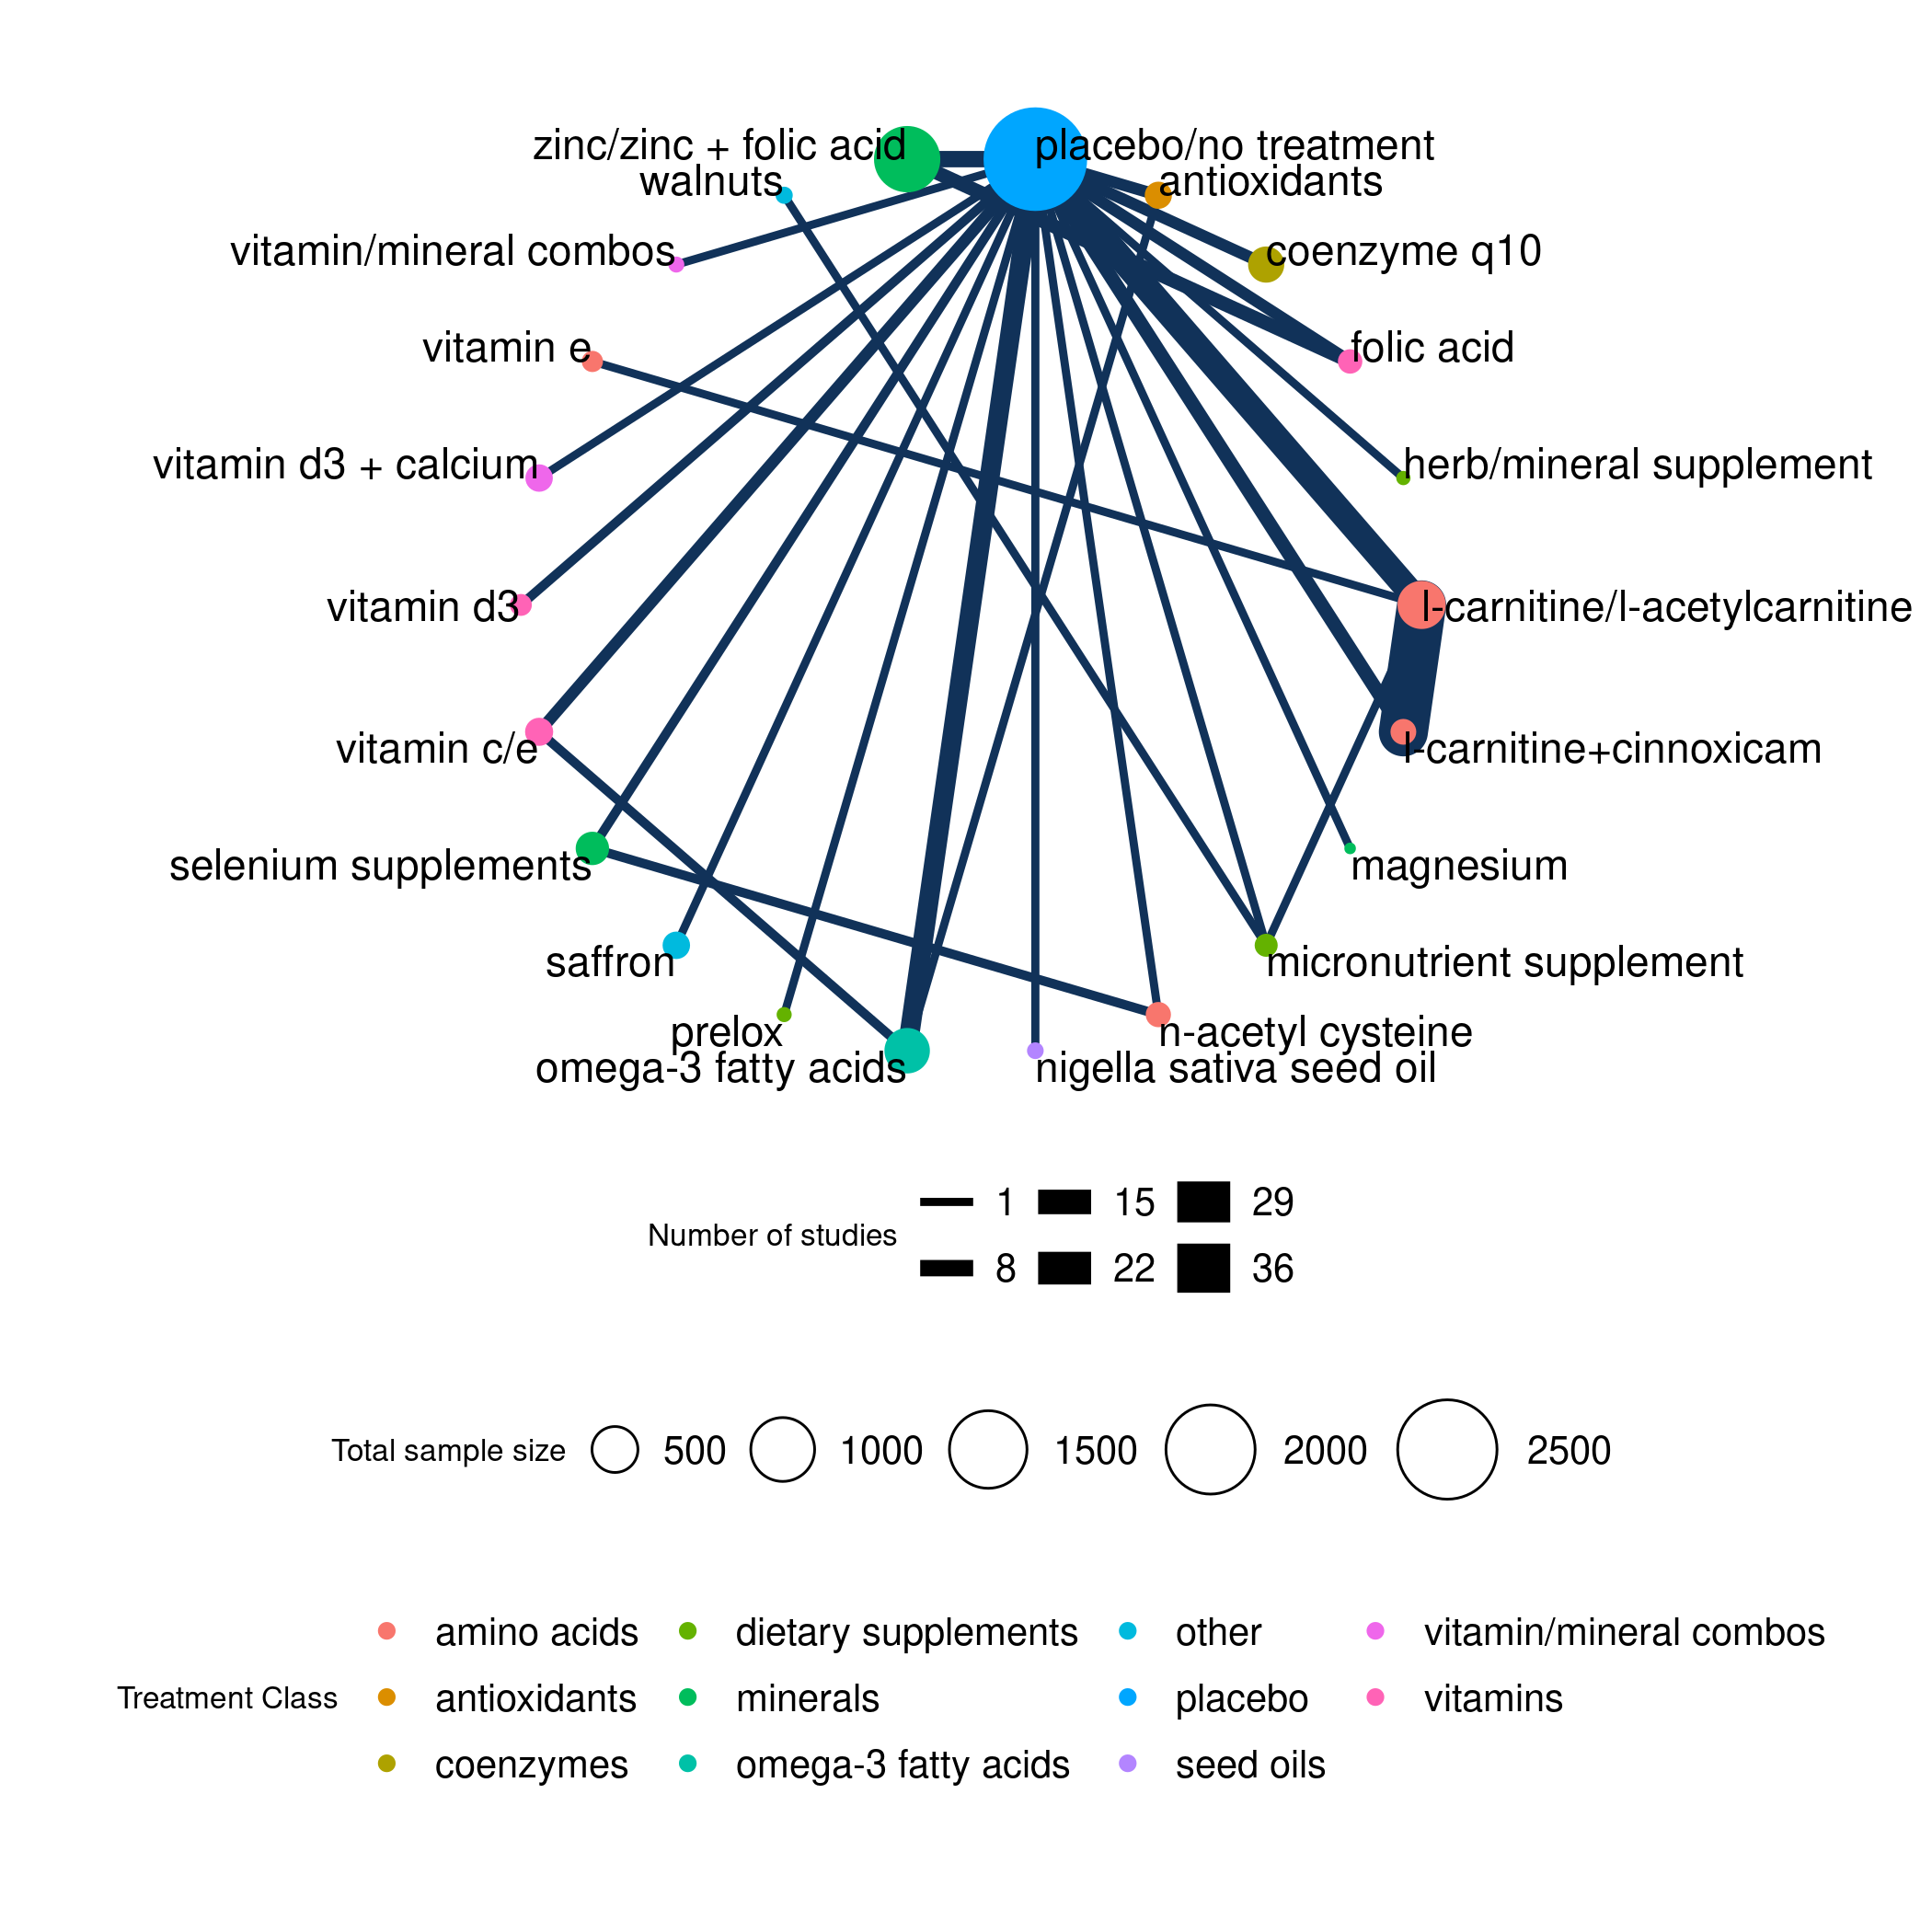 zinc/zinc + folic acid
placebo/no treatment
walnuts
antioxidants
vitamin/mineral combos
coenzyme q10
vitamin e
folic acid
vitamin d3 + calcium
herb/mineral supplement
vitamin d3
l-carnitine/l-acetylcarnitine
vitamin c/e
l-carnitine+cinnoxicam
selenium supplements
magnesium
saffron
micronutrient supplement
prelox
n-acetyl cysteine
omega-3 fatty acids
nigella sativa seed oil
Number of studies
1 15 29
8 22 36
Total sample size 500 1000 1500 2000 2500
Treatment Class
amino acids dietary supplements other vitamin/mineral combos
antioxidants minerals placebo vitamins
coenzymes omega-3 fatty acids seed oils